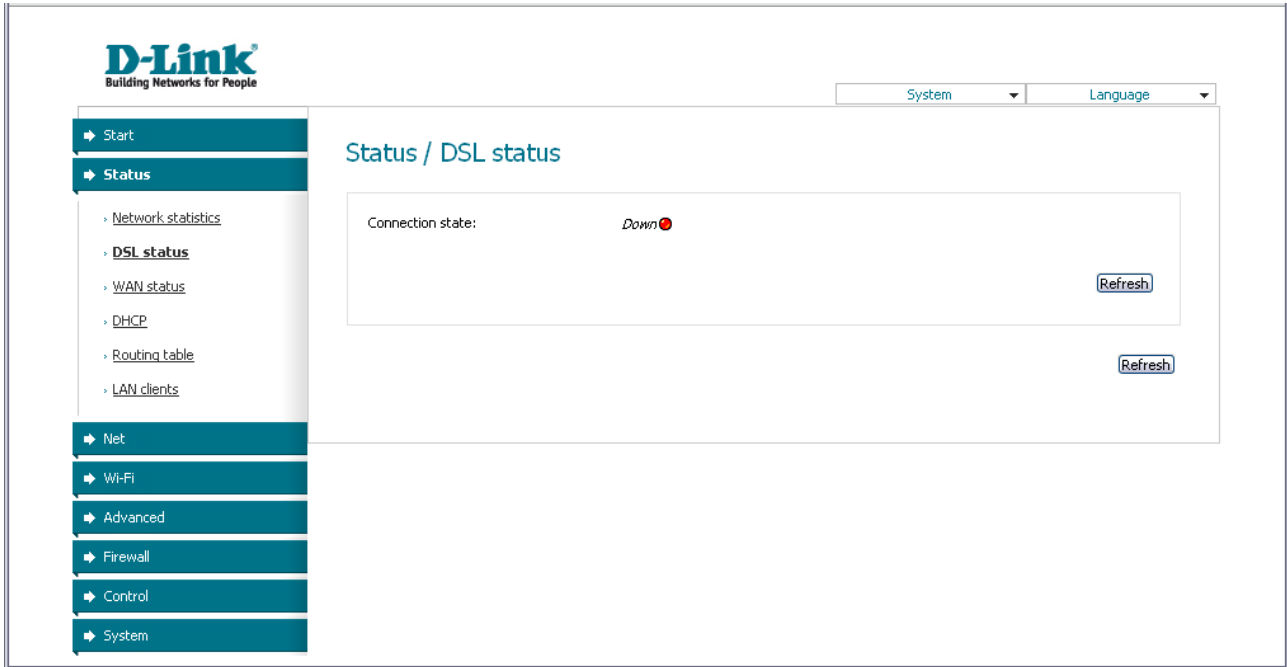 D-Link®
Building Networks for People
System Language
Start
Status
Network statistics
DSL status
WAN status
DHCP
Routing table
LAN clients
Net
Wi-Fi
Advanced
Firewall
Control
System
Status / DSL status
Connection state: Down
Refresh
Refresh